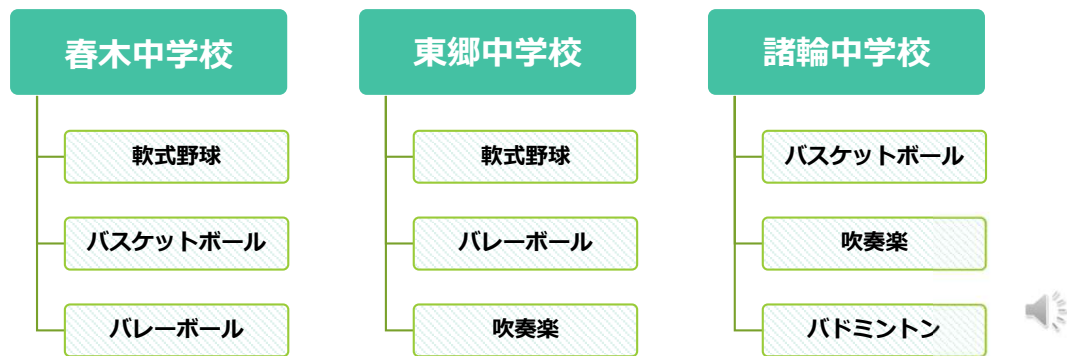 春木中学校
軟式野球
バスケットボール
バレーボール
東郷中学校
軟式野球
バレーボール
吹奏楽
諸輪中学校
バスケットボール
吹奏楽
バドミントン